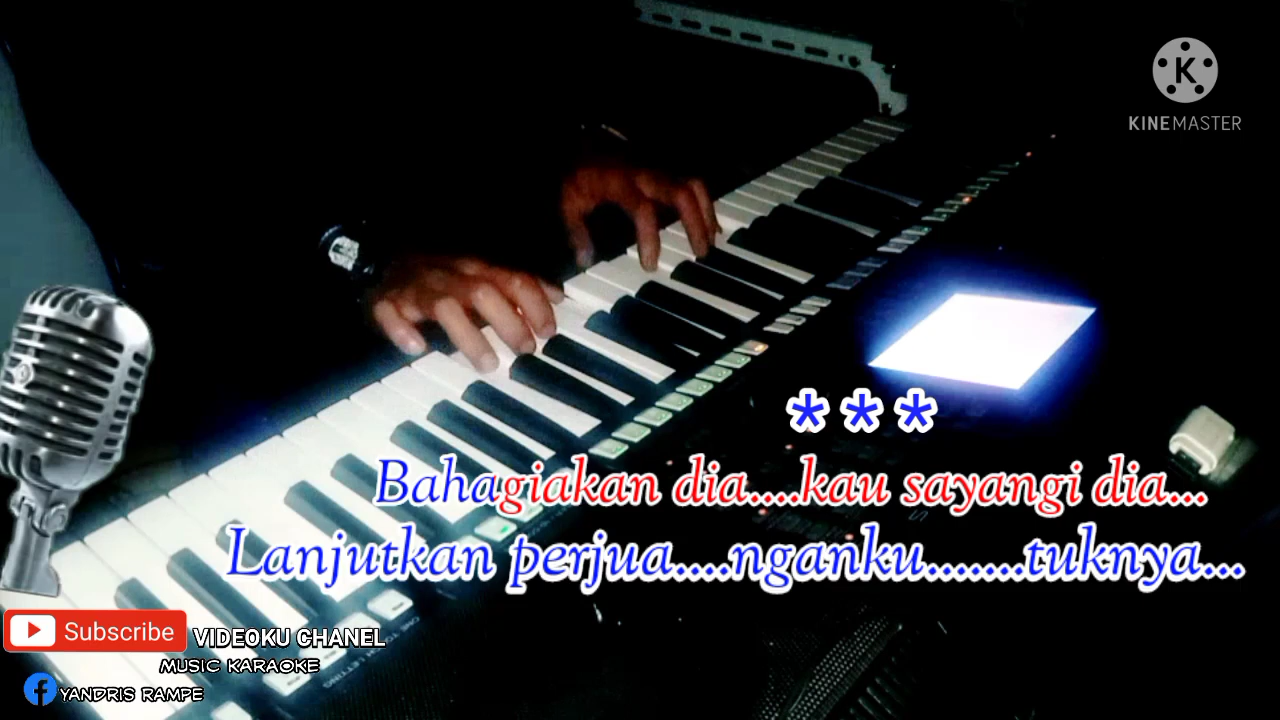 K
KINEMASTER
* * *
Bahagiakan dia....kau sayangi dia...
Lanjutkan perjua....nganku.......tuknya...
Subscribe VIDEOKU CHANEL
MUSIC KARAOKE
f YANDRIS RAMPE